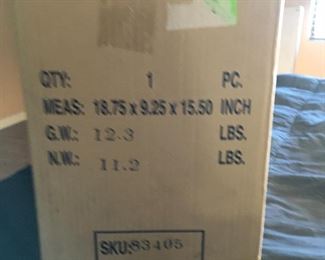 QTY: 1 PC.
MEAS: 18.75 x 9.25 x 15.50 INCH
G.W.: 12.3 LBS.
N.W.: 11.2 LBS.
SKU:83405